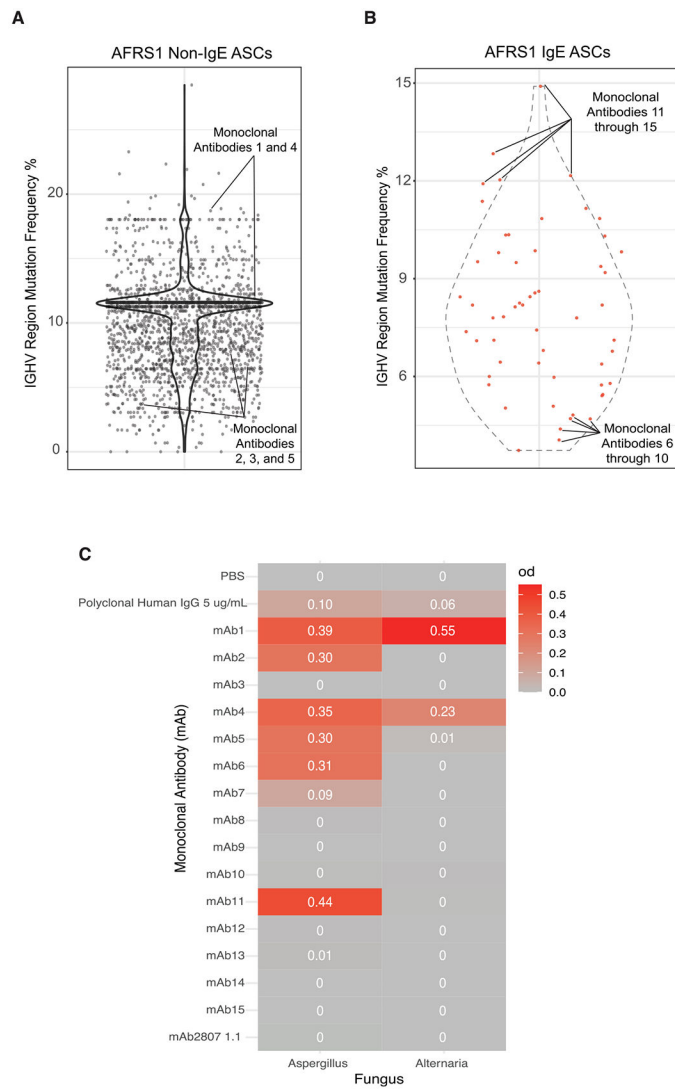 A
AFRS1 Non-IgE ASCs
IGHV Region Mutation Frequency %
20
10
0
Monoclonal
Antibodies 1 and 4
Monoclonal
Antibodies
2, 3, and 5
B
AFRS1 IgE ASCs
IGHV Region Mutation Frequency %
15
12
9
6
Monoclonal
Antibodies 11
through 15
Monoclonal
Antibodies 6
through 10
C
Monoclonal Antibody (mAb)
PBS 0 0
Polyclonal Human IgG 5 ug/mL 0.10 0.06
mAb1 0.39 0.55
mAb2 0.30 0
mAb3 0 0
mAb4 0.35 0.23
mAb5 0.30 0.01
mAb6 0.31 0
mAb7 0.09 0
mAb8 0 0
mAb9 0 0
mAb10 0 0
mAb11 0.44 0
mAb12 0 0
mAb13 0.01 0
mAb14 0 0
mAb15 0 0
mAb2807 1.1 0 0
Aspergillus Alternaria
Fungus
od
0.5
0.4
0.3
0.2
0.1
0.0